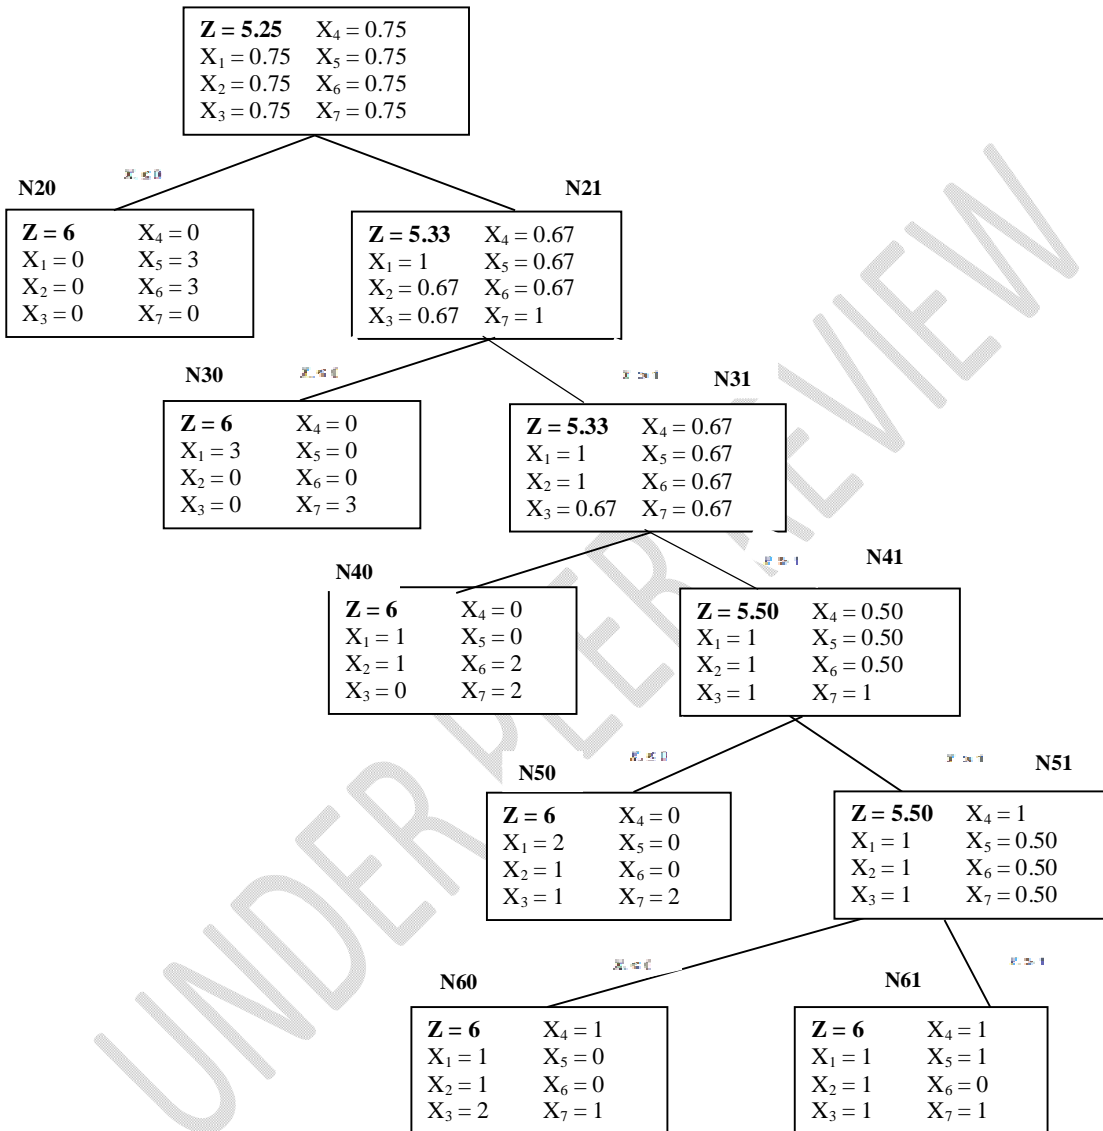 Z = 5.25 X₄ = 0.75
X₁ = 0.75 X₅ = 0.75
X₂ = 0.75 X₆ = 0.75
X₃ = 0.75 X₇ = 0.75
N20
N21
Z = 6 X₄ = 0
X₁ = 0 X₅ = 3
X₂ = 0 X₆ = 3
X₃ = 0 X₇ = 0
Z = 5.33 X₄ = 0.67
X₁ = 1 X₅ = 0.67
X₂ = 0.67 X₆ = 0.67
X₃ = 0.67 X₇ = 1
N30
N31
Z = 6 X₄ = 0
X₁ = 3 X₅ = 0
X₂ = 0 X₆ = 0
X₃ = 0 X₇ = 3
Z = 5.33 X₄ = 0.67
X₁ = 1 X₅ = 0.67
X₂ = 1 X₆ = 0.67
X₃ = 0.67 X₇ = 0.67
N40
N41
Z = 6 X₄ = 0
X₁ = 1 X₅ = 0
X₂ = 1 X₆ = 2
X₃ = 0 X₇ = 2
Z = 5.50 X₄ = 0.50
X₁ = 1 X₅ = 0.50
X₂ = 1 X₆ = 0.50
X₃ = 1 X₇ = 1
N50
N51
Z = 6 X₄ = 0
X₁ = 2 X₅ = 0
X₂ = 1 X₆ = 0
X₃ = 1 X₇ = 2
Z = 5.50 X₄ = 1
X₁ = 1 X₅ = 0.50
X₂ = 1 X₆ = 0.50
X₃ = 1 X₇ = 0.50
N60
N61
Z = 6 X₄ = 1
X₁ = 1 X₅ = 0
X₂ = 1 X₆ = 0
X₃ = 2 X₇ = 1
Z = 6 X₄ = 1
X₁ = 1 X₅ = 1
X₂ = 1 X₆ = 0
X₃ = 1 X₇ = 1
UNDER PEER REVIEW